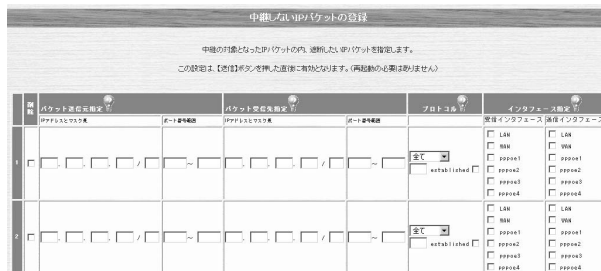 中継しないIPパケットの登録
中継の対象となったIPパケットの内、遮断したいIPパケットを指定します。
この設定は、【送信】ボタンを押した直後に有効となります。(再起動の必要はありません)
削除 パケット送信元指定 パケット受信先指定 プロトコル インタフェース指定
IPアドレスとマスク長 ポート番号範囲 IPアドレスとマスク長 ポート番号範囲 受信インタフェース 送信インタフェース
1 . . . / ~ . . . / ~ 全て established
LAN LAN
WAN WAN
pppoe1 pppoe1
pppoe2 pppoe2
pppoe3 pppoe3
pppoe4 pppoe4
2 . . . / ~ . . . / ~ 全て established
LAN LAN
WAN WAN
pppoe1 pppoe1
pppoe2 pppoe2
pppoe3 pppoe3
pppoe4 pppoe4